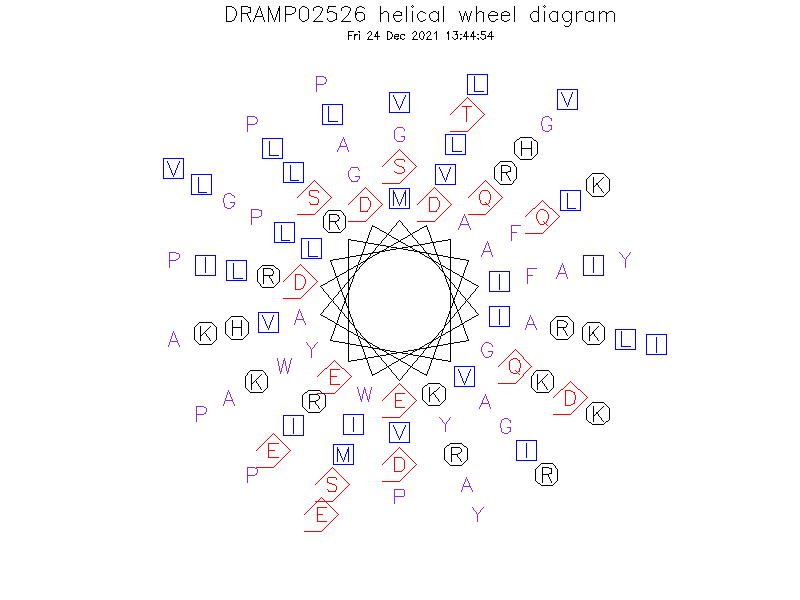 DRAMP02526 helical wheel diagram
Fri 24 Dec 2021 13:44:54
P L
V V
L T
P G
G
L A L H
V L S G V R
L K
G S D M D Q L
P R A Q
L F
L A
P I L R D I F A I Y
A K H V A I A R K L I
Y G
W Q
K E V K
A R W E K A D
P K
I I V Y G
E M D R I
P S A R
P
E Y